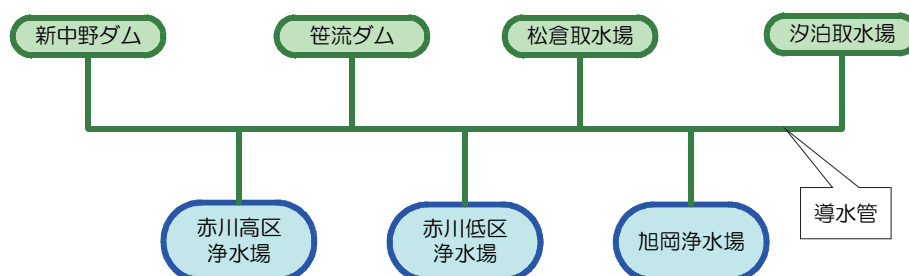 新中野ダム
笹流ダム
松倉取水場
汐泊取水場
赤川高区
浄水場
赤川低区
浄水場
旭岡浄水場
導水管